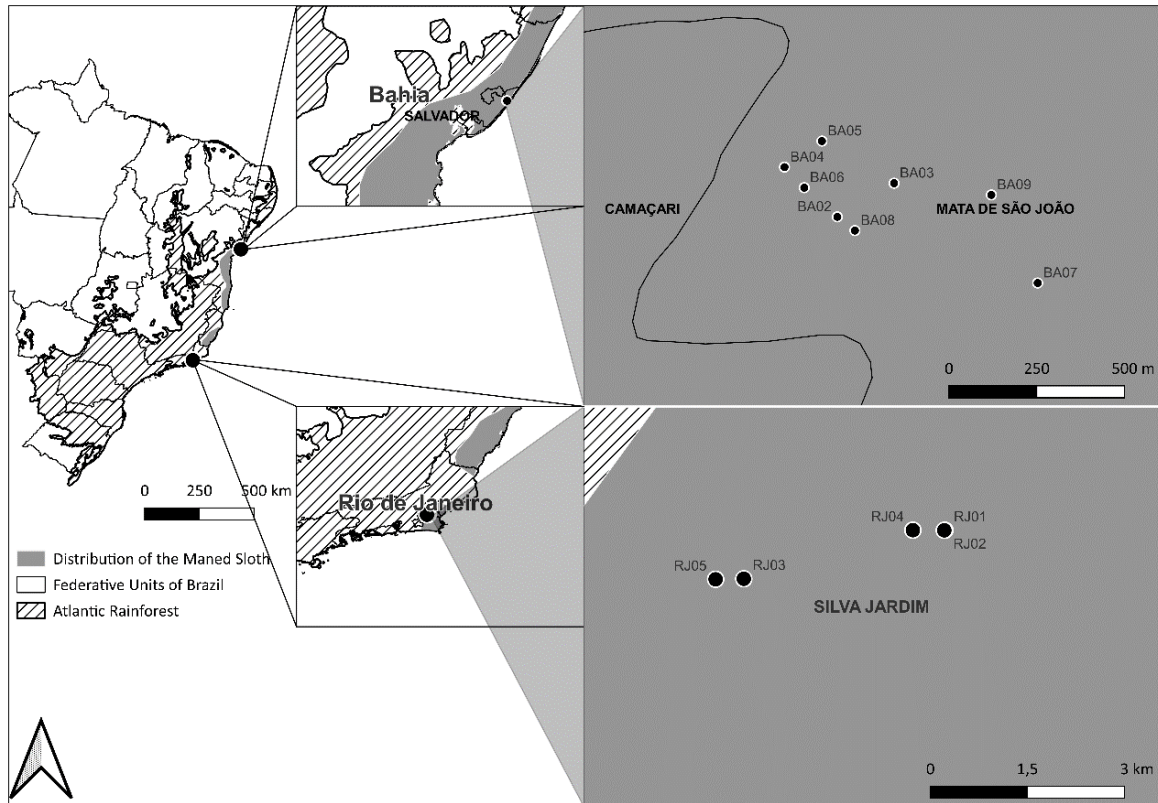 Bahia
SALVADOR
BA05
BA04
BA06
BA03
BA09
CAMAÇARI
BA02
MATA DE SÃO JOÃO
BA08
BA07
0 250 500 m
0 250 500 km
Distribution of the Maned Sloth
Federative Units of Brazil
Atlantic Rainforest
Rio de Janeiro
RJ04 RJ01
RJ02
RJ05 RJ03
SILVA JARDIM
0 1,5 3 km